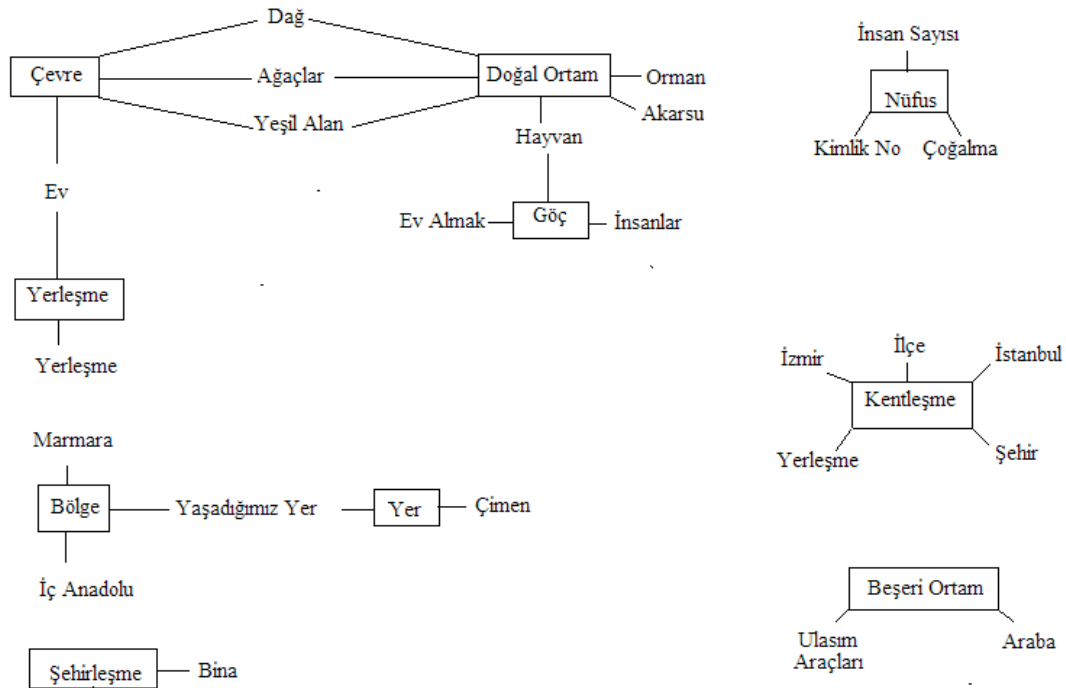 Dağ
İnsan Sayısı
Çevre
Ağaçlar
Doğal Ortam
Orman
Nüfus
Akarsu
Yeşil Alan
Hayvan
Kimlik No
Çoğalma
Ev
Ev Almak
Göç
İnsanlar
Yerleşme
Yerleşme
İzmir
İlçe
İstanbul
Kentleşme
Marmara
Yerleşme
Şehir
Bölge
Yaşadığımız Yer
Yer
Çimen
İç Anadolu
Beşeri Ortam
Ulasım
Araçları
Araba
Şehirleşme
Bina